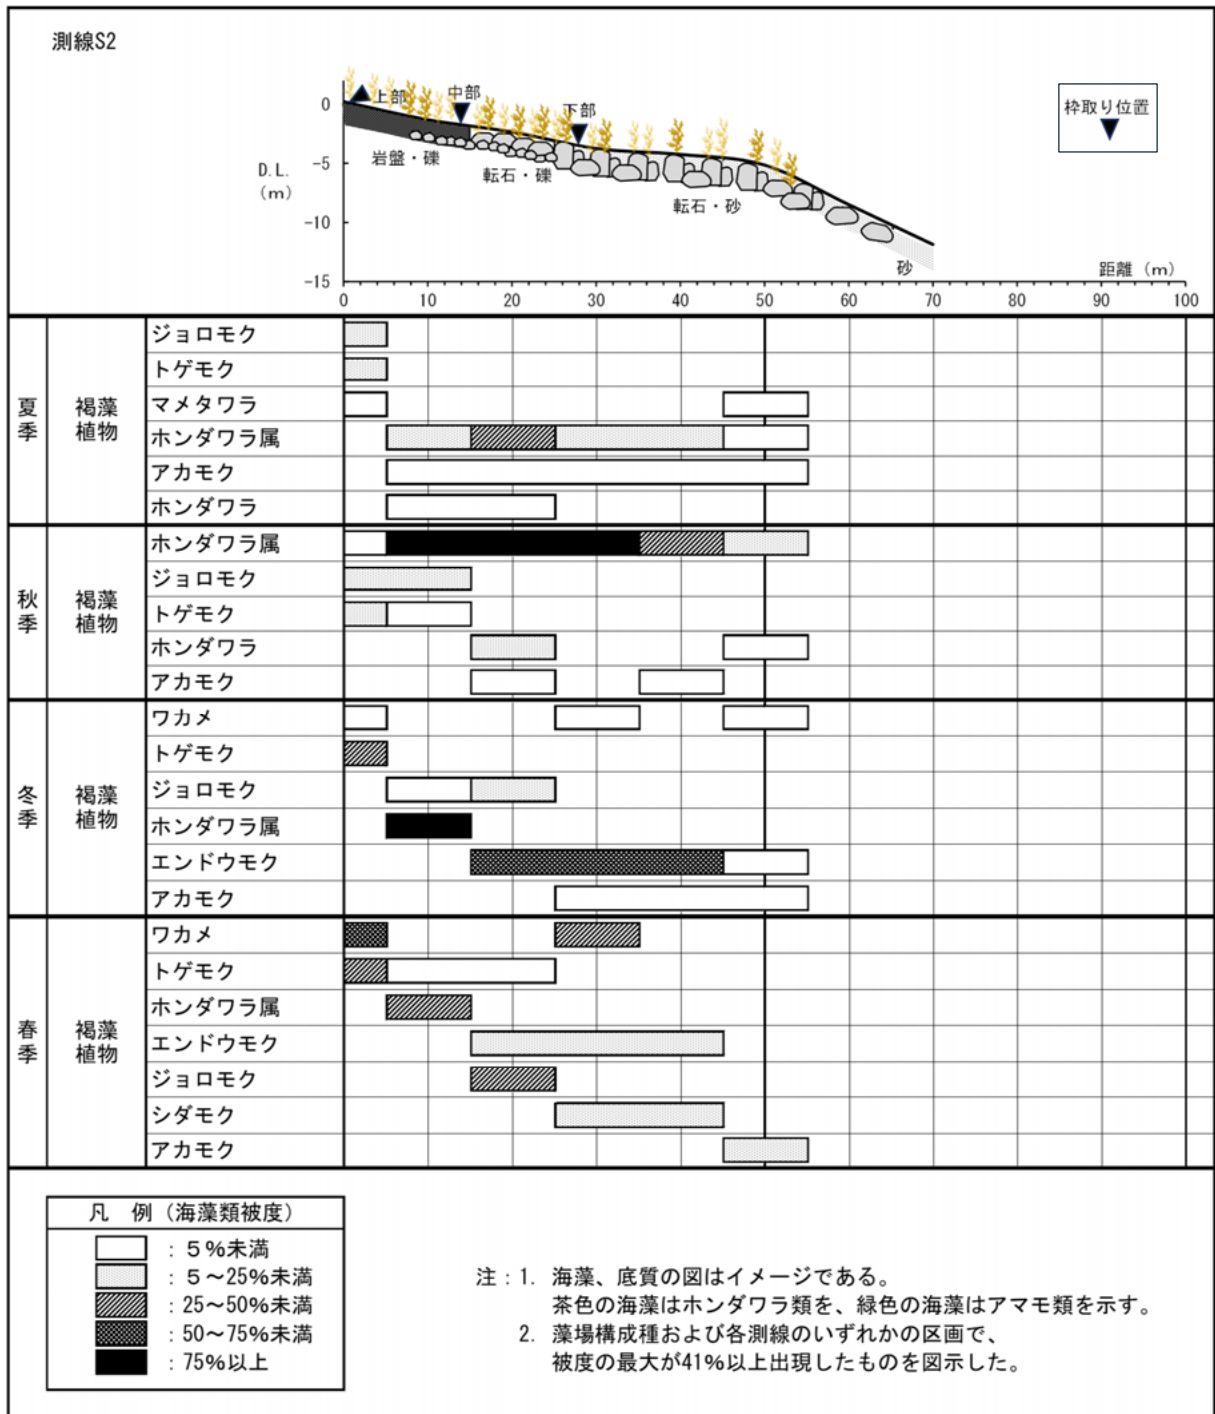 測線S2
枠取り位置
上部
中部
下部
0
-5
-10
-15
D.L.
(m)
岩盤・礫
転石・礫
転石・砂
砂
距離 (m)
0 10 20 30 40 50 60 70 80 90 100
夏季
褐藻植物
ジョロモク
トゲモク
マメタワラ
ホンダワラ属
アカモク
ホンダワラ
秋季
褐藻植物
ホンダワラ属
ジョロモク
トゲモク
ホンダワラ
アカモク
冬季
褐藻植物
ワカメ
トゲモク
ジョロモク
ホンダワラ属
エンドウモク
アカモク
春季
褐藻植物
ワカメ
トゲモク
ホンダワラ属
エンドウモク
ジョロモク
シダモク
アカモク
凡 例 (海藻類被度)
: 5%未満
: 5~25%未満
: 25~50%未満
: 50~75%未満
: 75%以上
注:1. 海藻、底質の図はイメージである。
茶色の海藻はホンダワラ類を、緑色の海藻はアマモ類を示す。
2. 藻場構成種および各測線のいずれかの区画で、
被度の最大が41%以上出現したものを図示した。